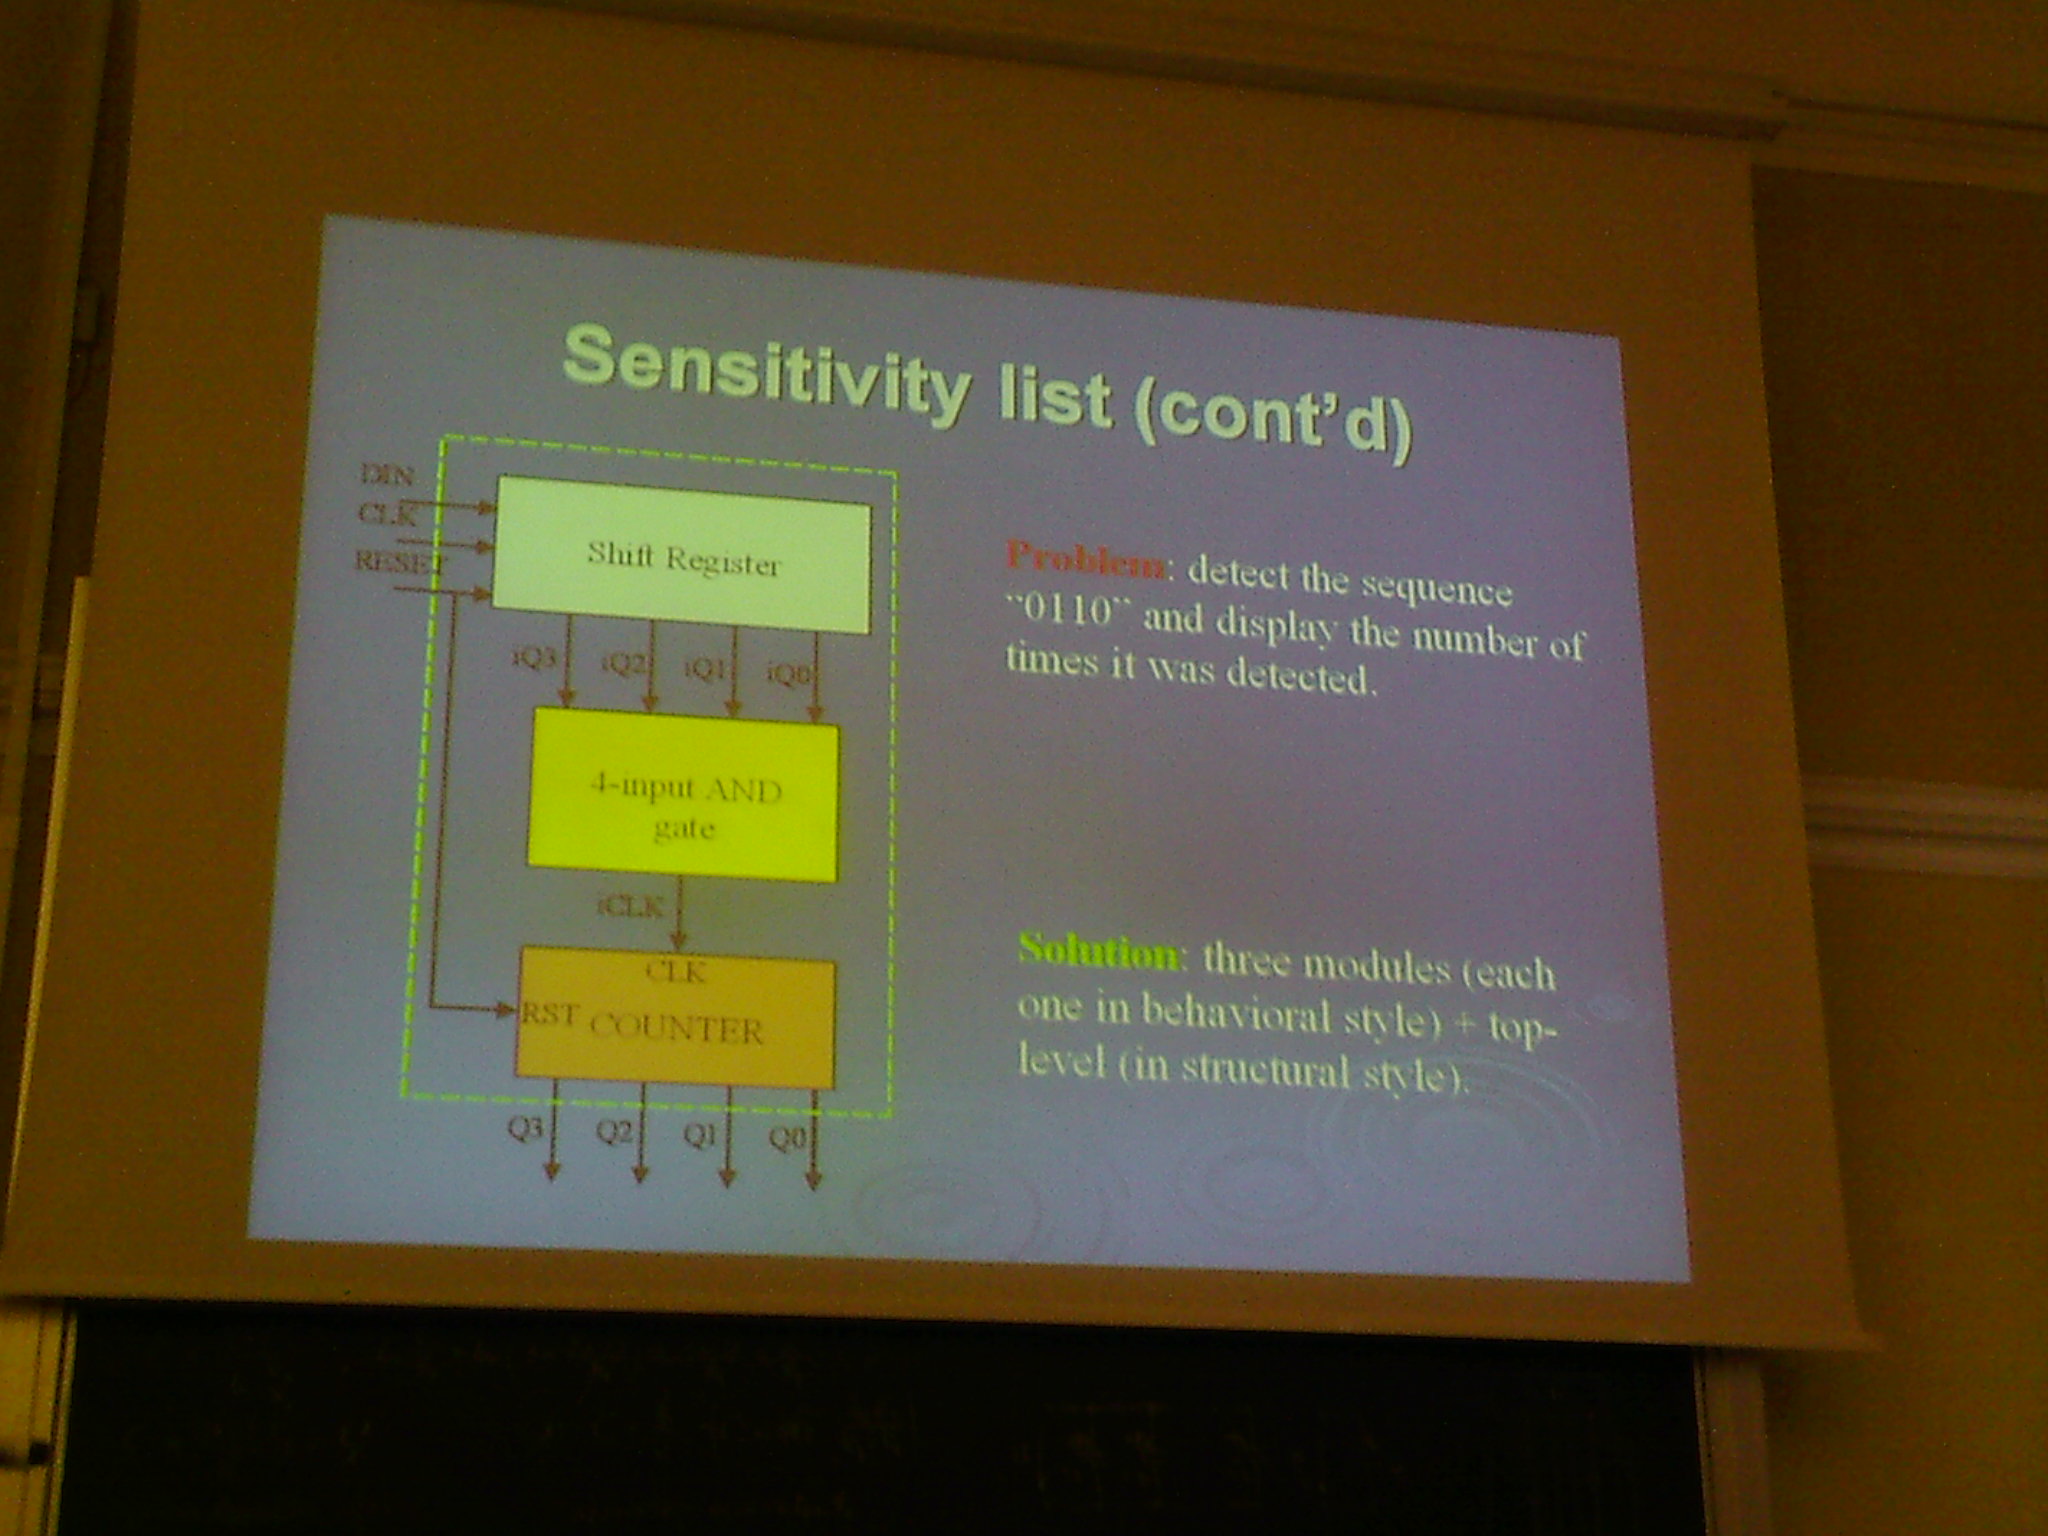 Sensitivity list (cont'd)
DIN
CLK
RESET
Shift Register
iQ3 iQ2 iQ1 iQ0
4-input AND
gate
iCLK
CLK
RST COUNTER
Q3 Q2 Q1 Q0
Problem: detect the sequence
“0110” and display the number of
times it was detected.
Solution: three modules (each
one in behavioral style) + top-
level (in structural style).